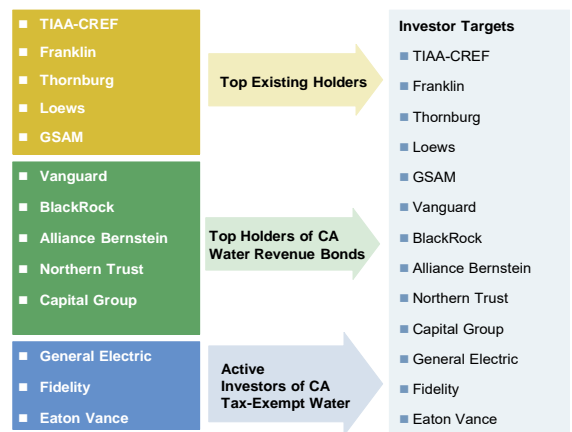 TIAA-CREF
Franklin
Thornburg
Loews
GSAM
Top Existing Holders
Vanguard
BlackRock
Alliance Bernstein
Northern Trust
Capital Group
Top Holders of CA
Water Revenue Bonds
General Electric
Fidelity
Eaton Vance
Active
Investors of CA
Tax-Exempt Water
Investor Targets
TIAA-CREF
Franklin
Thornburg
Loews
GSAM
Vanguard
BlackRock
Alliance Bernstein
Northern Trust
Capital Group
General Electric
Fidelity
Eaton Vance